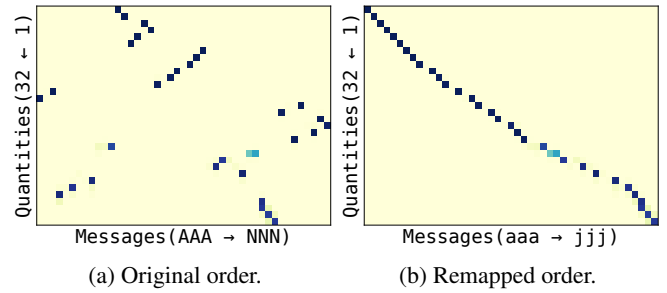 Quantities(32 ← 1)
Messages(AAA → NNN)
(a) Original order.
Quantities(32 ← 1)
Messages(aaa → jjj)
(b) Remapped order.